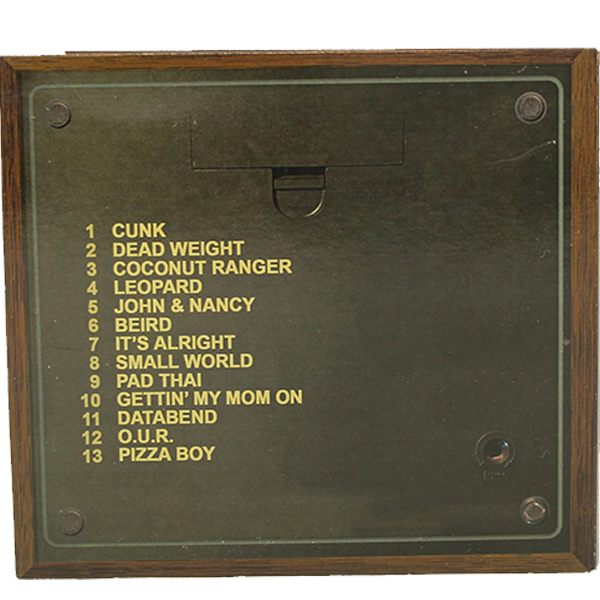 1 CUNK
2 DEAD WEIGHT
3 COCONUT RANGER
4 LEOPARD
5 JOHN & NANCY
6 BEIRD
7 IT'S ALRIGHT
8 SMALL WORLD
9 PAD THAI
10 GETTIN' MY MOM ON
11 DATABEND
12 O.U.R.
13 PIZZA BOY